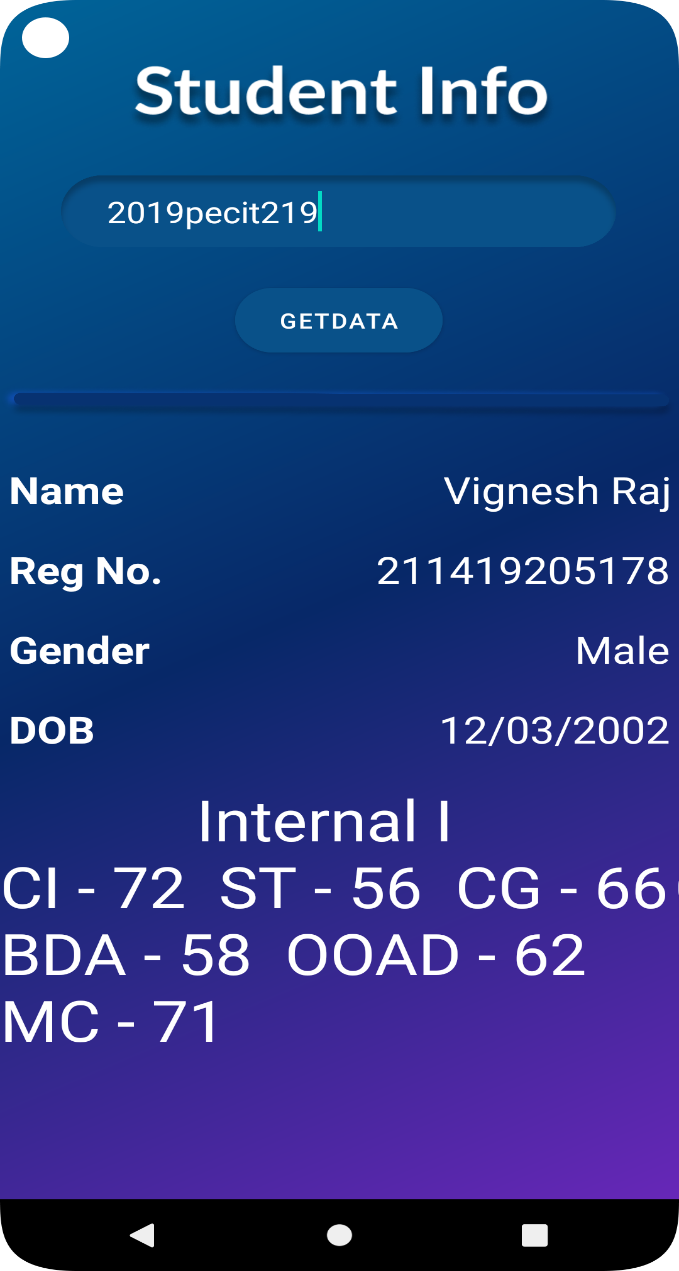 Student Info
2019pecit219
GETDATA
Name Vignesh Raj
Reg No. 211419205178
Gender Male
DOB 12/03/2002
Internal I
CI - 72 ST - 56 CG - 66
BDA - 58 OOAD - 62
MC - 71